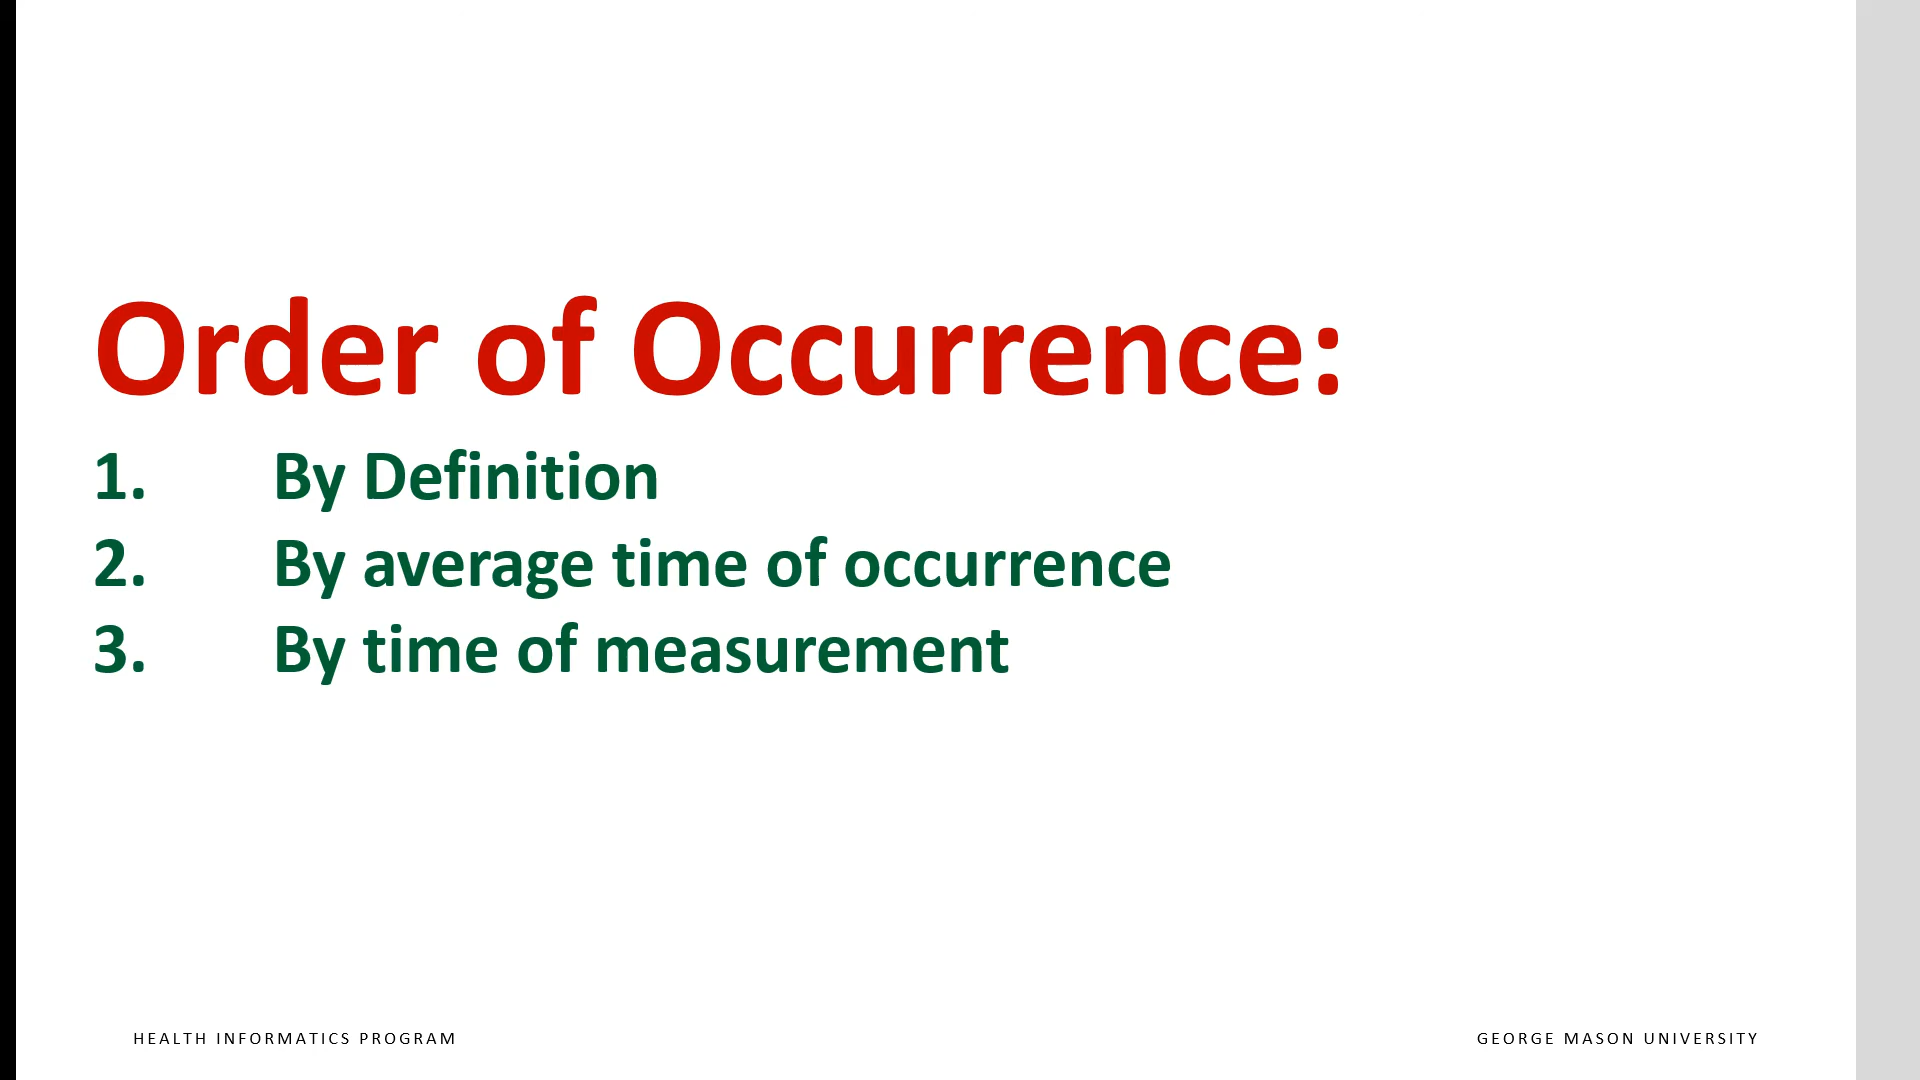 Order of Occurrence:
1. By Definition
2. By average time of occurrence
3. By time of measurement
HEALTH INFORMATICS PROGRAM
GEORGE MASON UNIVERSITY